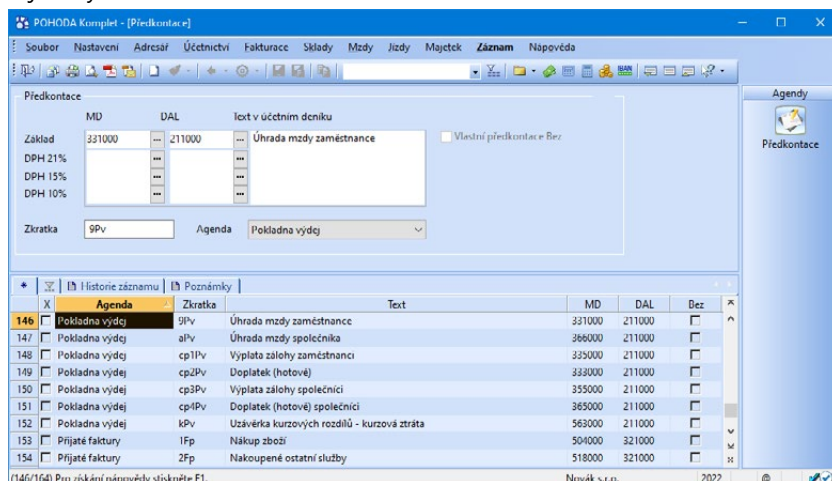 POHODA Komplet - [Předkontace]
Soubor Nastavení Adresář Účetnictví Fakturace Sklady Mzdy Jízdy Majetek Záznam Nápověda
Předkontace
MD DAL Text v účetním deníku
Základ 331000 ... 211000 ... Úhrada mzdy zaměstnance Vlastní předkontace Bez
DPH 21% ... ...
DPH 15% ... ...
DPH 10% ... ...
Zkratka 9Pv Agenda Pokladna výdej
Agendy
Předkontace
* Historie záznamu Poznámky
X Agenda Zkratka Text MD DAL Bez
146 Pokladna výdej 9Pv Úhrada mzdy zaměstnance 331000 211000
147 Pokladna výdej aPv Úhrada mzdy společníka 366000 211000
148 Pokladna výdej cp1Pv Výplata zálohy zaměstnanci 335000 211000
149 Pokladna výdej cp2Pv Doplatek (hotové) 333000 211000
150 Pokladna výdej cp3Pv Výplata zálohy společníci 355000 211000
151 Pokladna výdej cp4Pv Doplatek (hotové) společníci 365000 211000
152 Pokladna výdej kPv Uzávěrka kurzových rozdílů - kurzová ztráta 563000 211000
153 Přijaté faktury 1Fp Nákup zboží 504000 321000
154 Přijaté faktury 2Fp Nakoupené ostatní služby 518000 321000
(146/164) Pro získání nápovědy stiskněte F1. Novák s.r.o. 2022 @